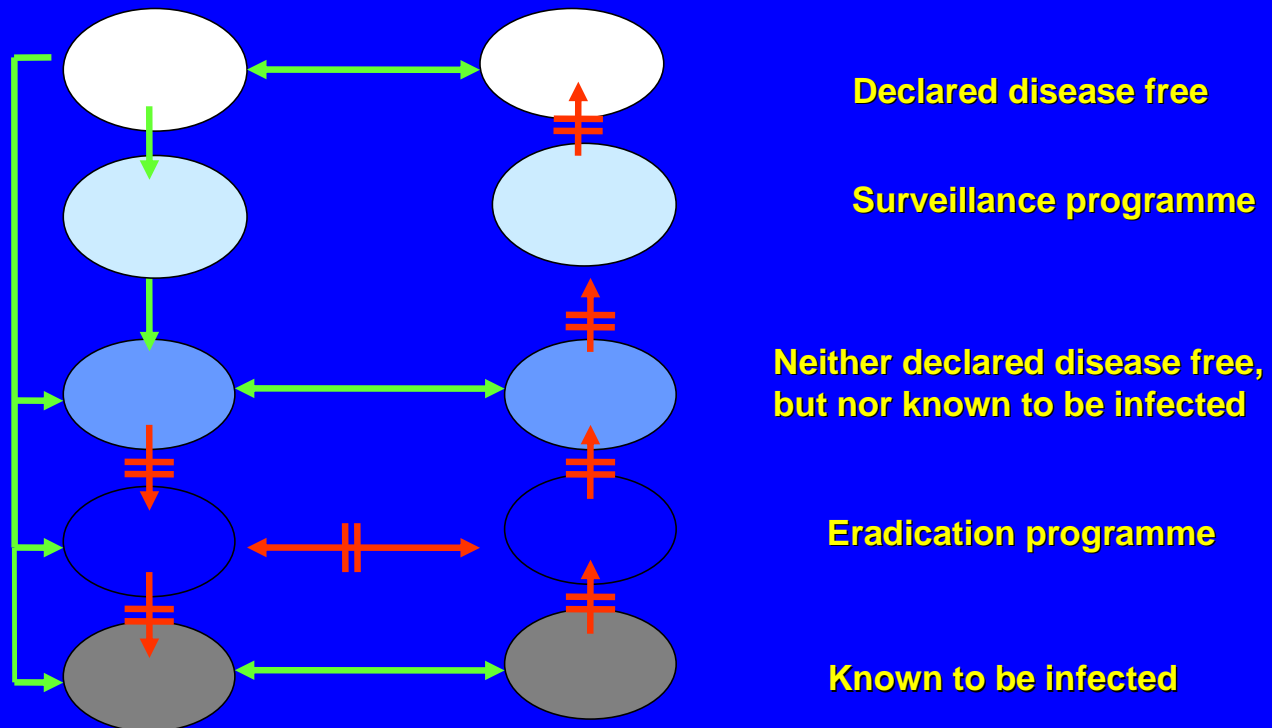 Declared disease free
Surveillance programme
Neither declared disease free,
but nor known to be infected
Eradication programme
Known to be infected